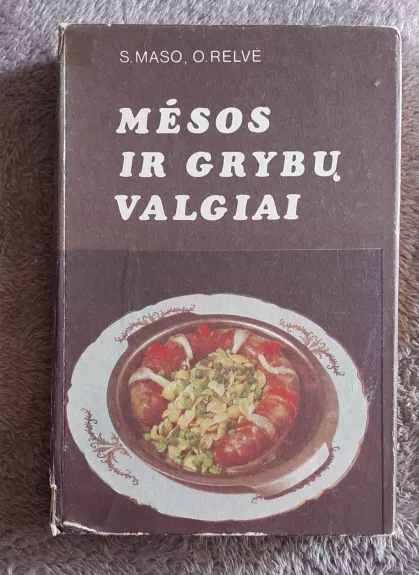 S. MASO, O. RELVĖ
MĖSOS
IR GRYBŲ
VALGIAI